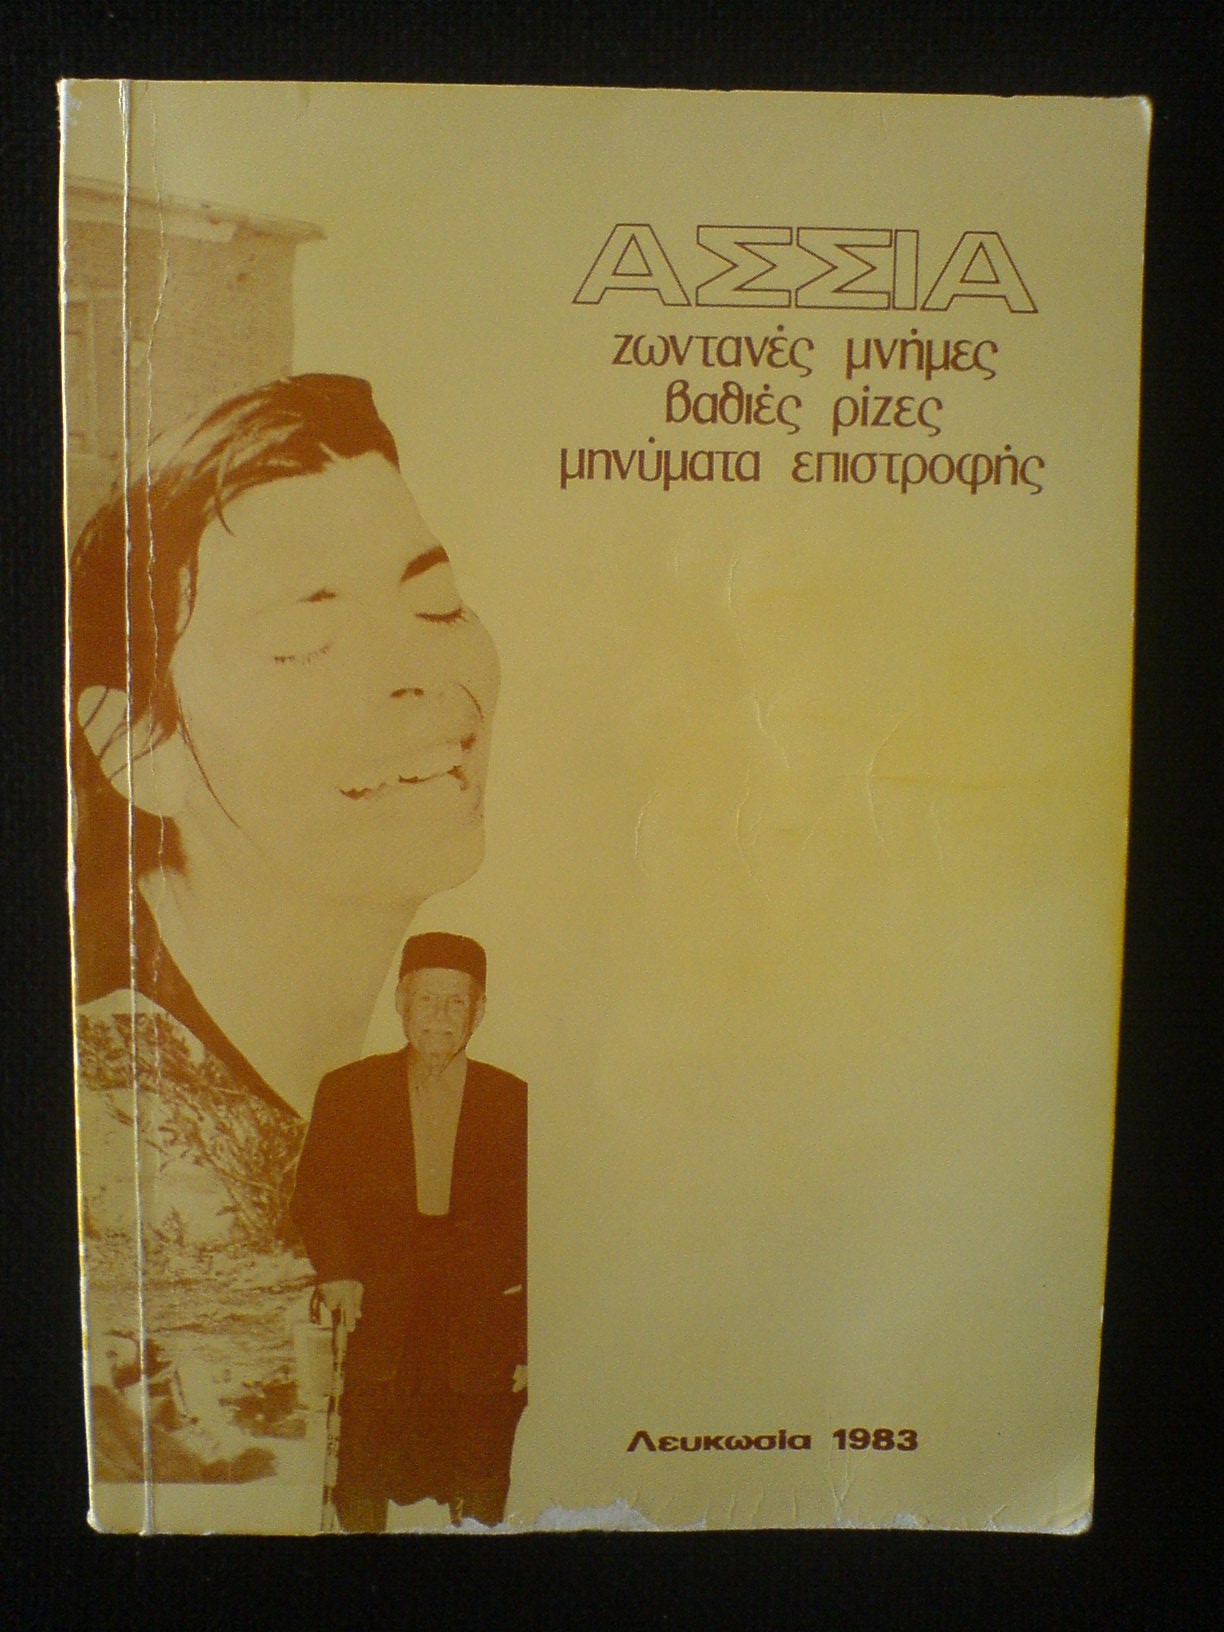 ΑΣΣΙΑ
ζωντανές μνήμες
βαθιές ρίζες
μηνύματα επιστροφής
Λευκωσία 1983